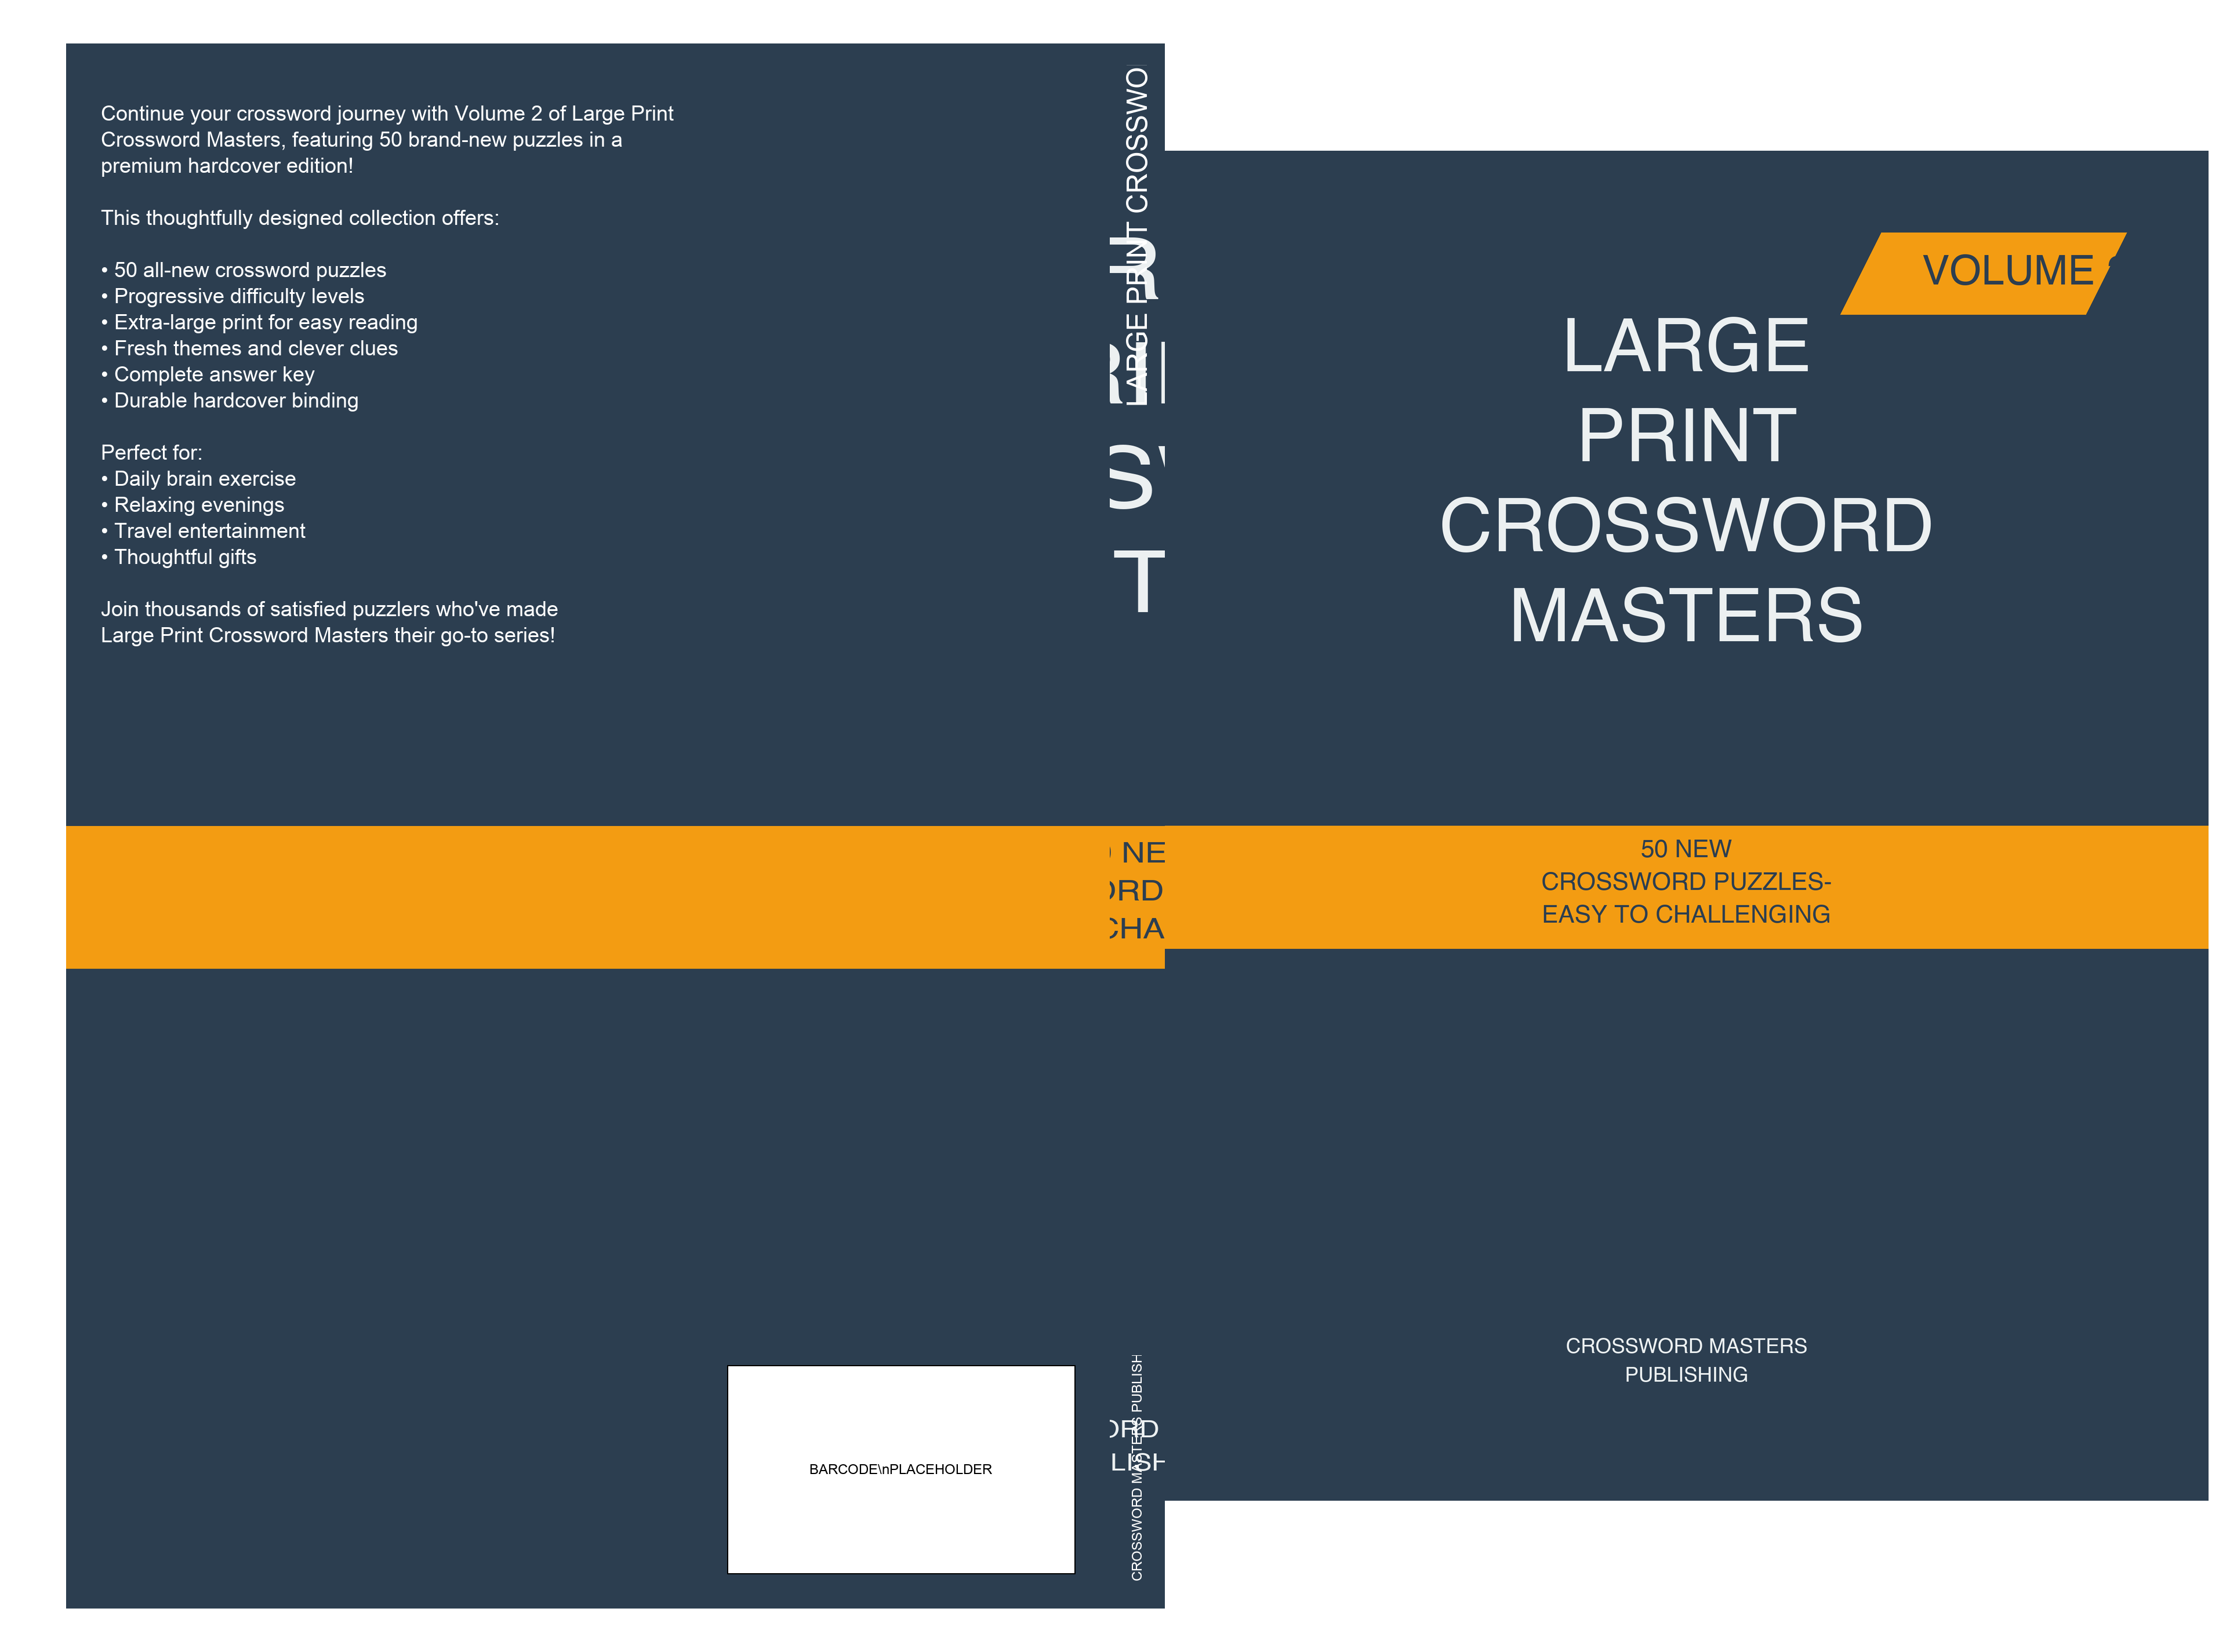 Continue your crossword journey with Volume 2 of Large Print
Crossword Masters, featuring 50 brand-new puzzles in a
premium hardcover edition!
This thoughtfully designed collection offers:
• 50 all-new crossword puzzles
• Progressive difficulty levels
• Extra-large print for easy reading
• Fresh themes and clever clues
• Complete answer key
• Durable hardcover binding
Perfect for:
• Daily brain exercise
• Relaxing evenings
• Travel entertainment
• Thoughtful gifts
Join thousands of satisfied puzzlers who've made
Large Print Crossword Masters their go-to series!
BARCODE\nPLACEHOLDER
LARGE PRINT CROSSWO
R
RI
S
T
NE
ORD
CHA
CROSSWORD MASTERS PUBLISH
ORD
LISH
VOLUME
LARGE
PRINT
CROSSWORD
MASTERS
50 NEW
CROSSWORD PUZZLES-
EASY TO CHALLENGING
CROSSWORD MASTERS
PUBLISHING